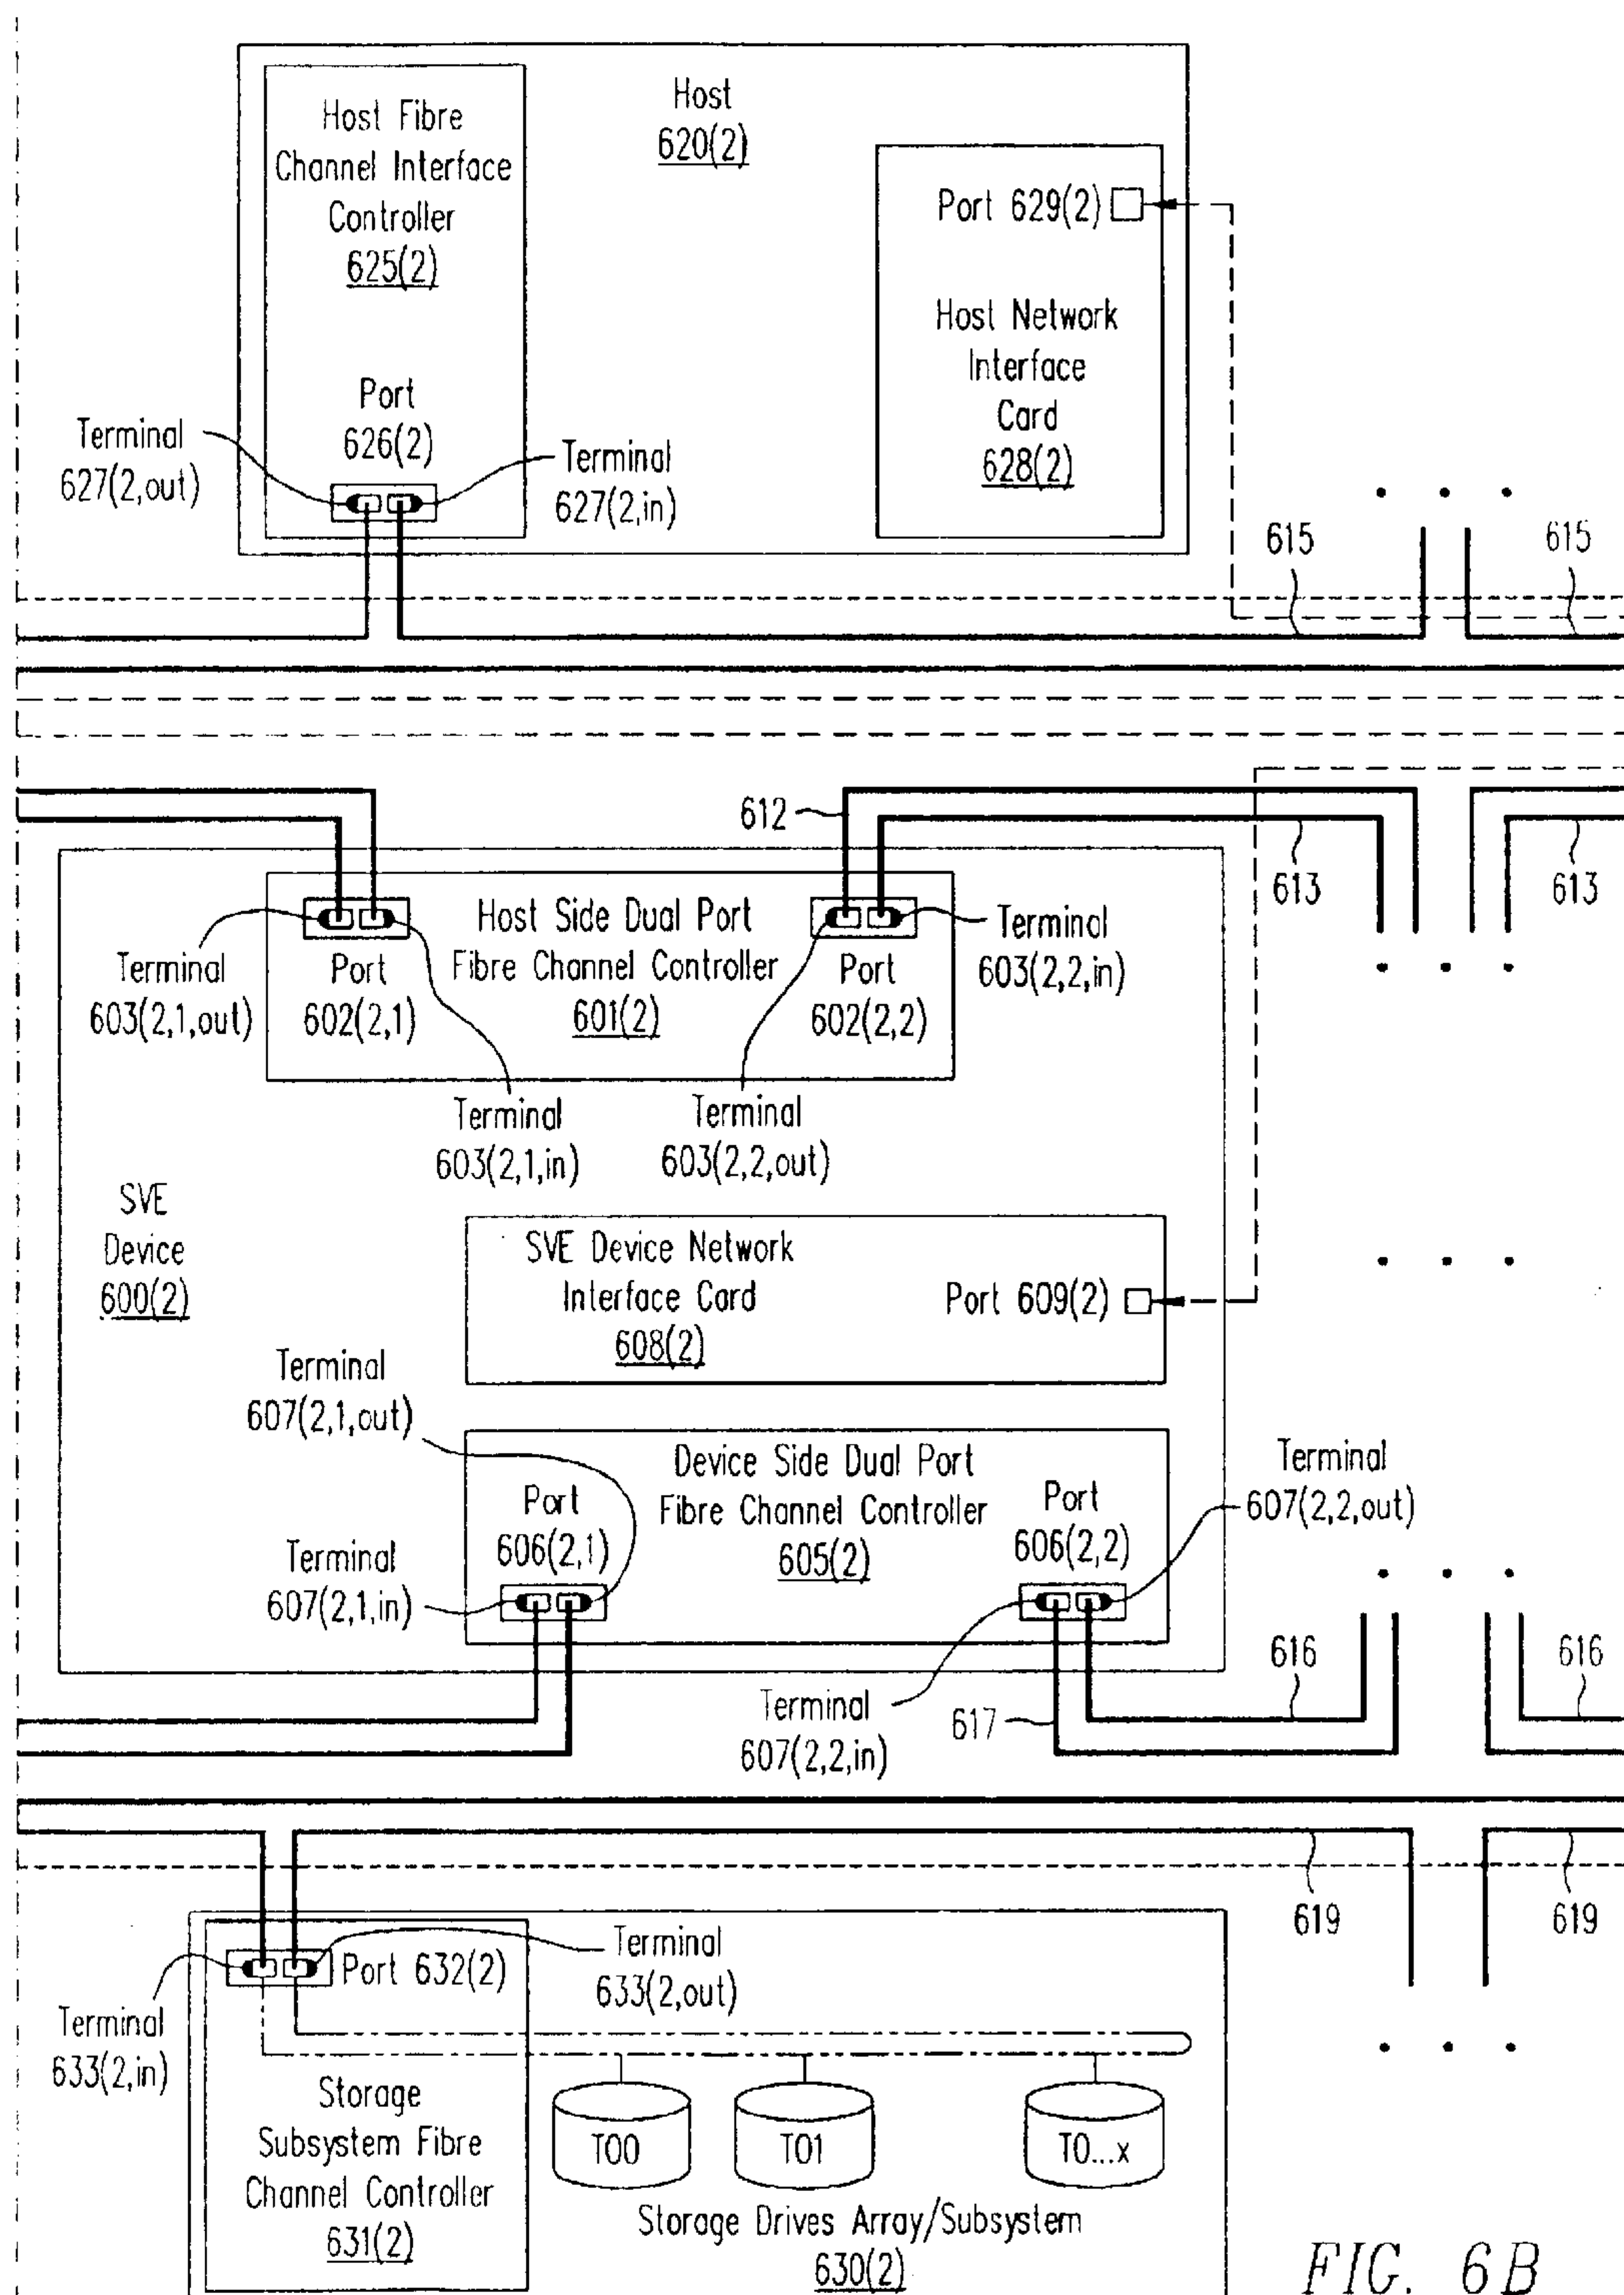 Host
620(2)
Host Fibre
Channel Interface
Controller
625(2)
Port
626(2)
Terminal
627(2,out)
Terminal
627(2,in)
Port 629(2)
Host Network
Interface
Card
628(2)
615
615
612
613
613
Host Side Dual Port
Fibre Channel Controller
601(2)
Port
602(2,1)
Port
602(2,2)
Terminal
603(2,1,out)
Terminal
603(2,2,in)
Terminal
603(2,1,in)
Terminal
603(2,2,out)
SVE
Device
600(2)
SVE Device Network
Interface Card
608(2)
Port 609(2)
Terminal
607(2,1,out)
Device Side Dual Port
Fibre Channel Controller
605(2)
Port
606(2,1)
Port
606(2,2)
Terminal
607(2,2,out)
Terminal
607(2,1,in)
Terminal
607(2,2,in)
617
616
616
619
619
Port 632(2)
Terminal
633(2,out)
Terminal
633(2,in)
Storage
Subsystem Fibre
Channel Controller
631(2)
T00
T01
T0...x
Storage Drives Array/Subsystem
630(2)
FIG. 6B